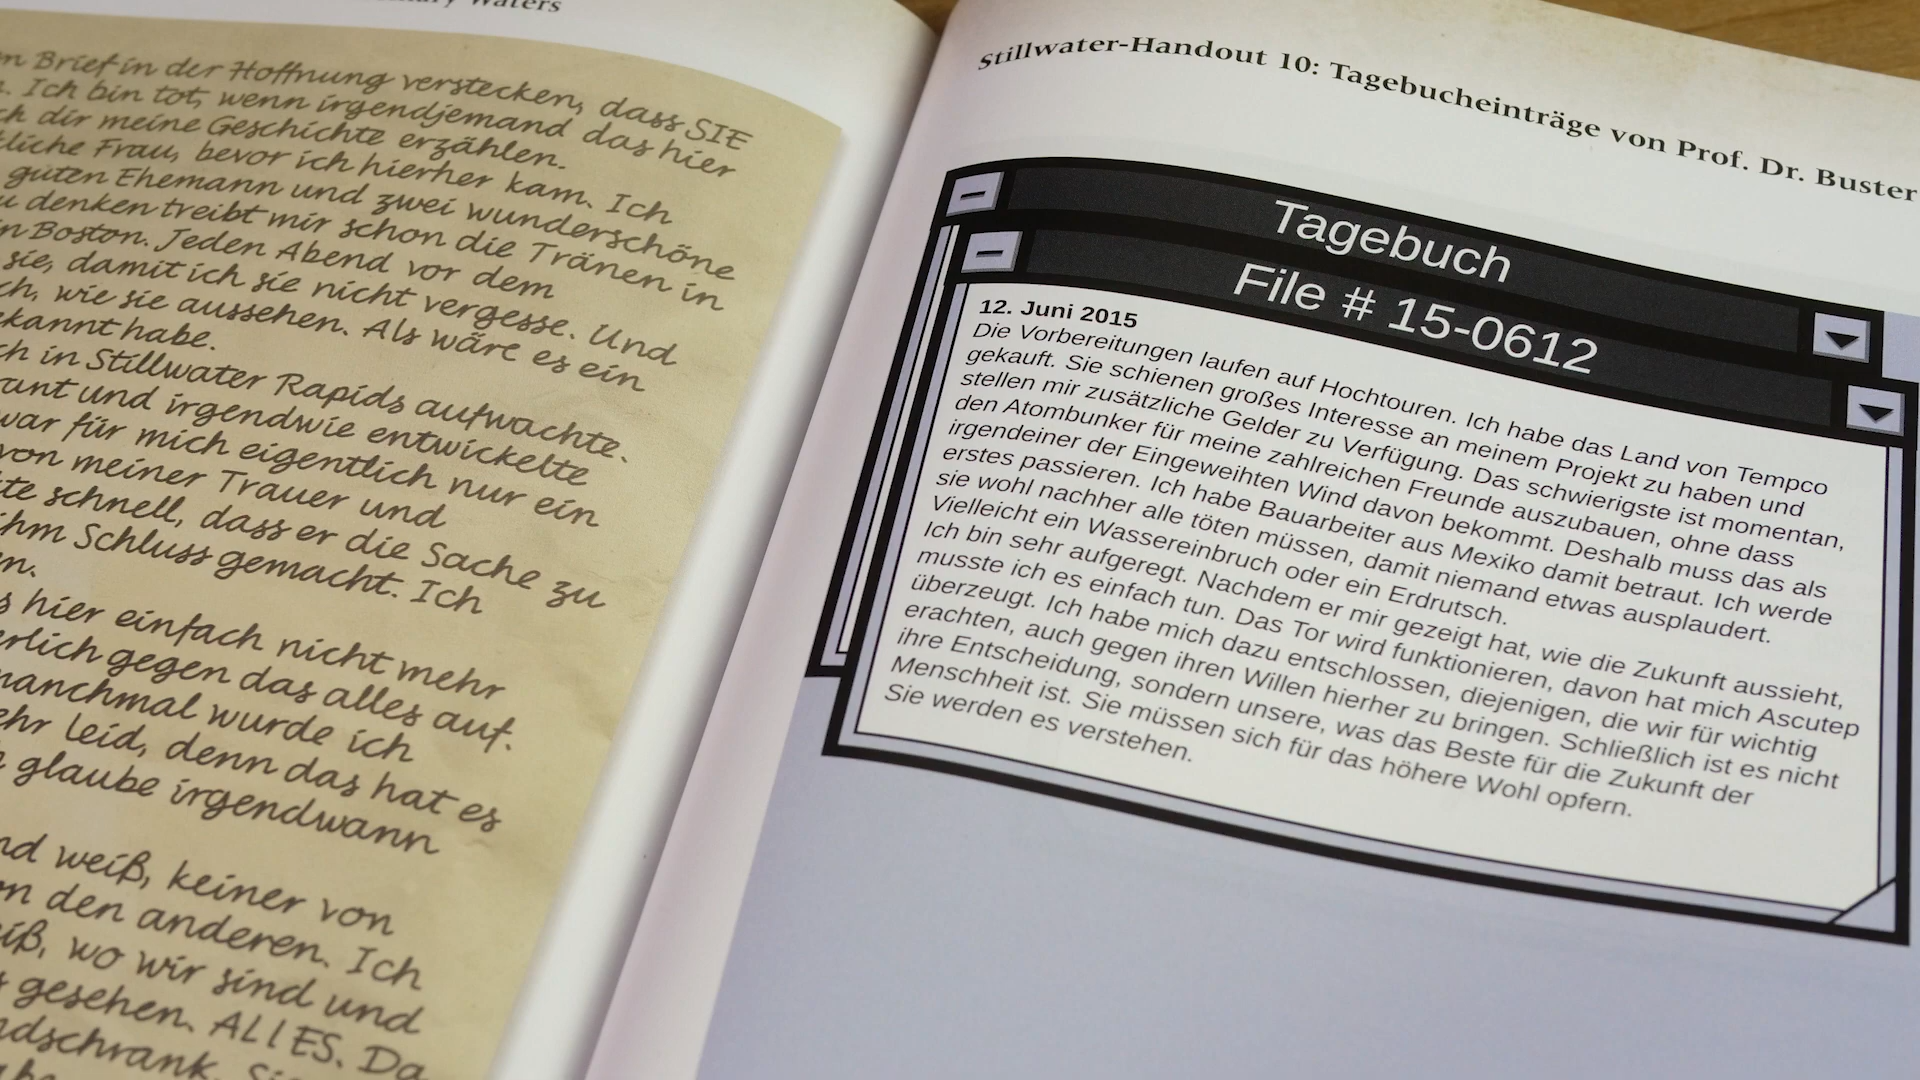 Waters
Brief in der Hoffnung verstecken, dass SIE
Ich bin tot, wenn irgendjemand das hier
dir meine Geschichte erzählen.
Frau, bevor ich hierher kam. Ich
guten Ehemann und zwei wunderschöne
denken treibt mir schon die Tränen in
in Boston. Jeden Abend vor dem
sie, damit ich sie nicht vergesse. Und
wie sie aussehen. Als wäre es ein
habe.
in Stillwater Rapids aufwachte.
und irgendwie entwickelte
war für mich eigentlich nur ein
von meiner Trauer und
schnell, dass er die Sache zu
ihm Schluss gemacht. Ich
hier einfach nicht mehr
gegen das alles auf.
manchmal wurde ich
leid, denn das hat es
glaube irgendwann
weiß, keiner von
den anderen. Ich
wo wir sind und
gesehen. ALLES. Da
Stillwater-Handout 10: Tagebucheinträge von Prof. Dr. Buster
Tagebuch
File # 15-0612
12. Juni 2015
Die Vorbereitungen laufen auf Hochtouren. Ich habe das Land von Tempco
gekauft. Sie schienen großes Interesse an meinem Projekt zu haben und
stellen mir zusätzliche Gelder zu Verfügung. Das schwierigste ist momentan,
den Atombunker für meine zahlreichen Freunde auszubauen, ohne dass
irgendeiner der Eingeweihten Wind davon bekommt. Deshalb muss das als
erstes passieren. Ich habe Bauarbeiter aus Mexiko damit betraut. Ich werde
sie wohl nachher alle töten müssen, damit niemand etwas ausplaudert.
Vielleicht ein Wassereinbruch oder ein Erdrutsch.
Ich bin sehr aufgeregt. Nachdem er mir gezeigt hat, wie die Zukunft aussieht,
musste ich es einfach tun. Das Tor wird funktionieren, davon hat mich Ascutep
überzeugt. Ich habe mich dazu entschlossen, diejenigen, die wir für wichtig
erachten, auch gegen ihren Willen hierher zu bringen. Schließlich ist es nicht
ihre Entscheidung, sondern unsere, was das Beste für die Zukunft der
Menschheit ist. Sie müssen sich für das höhere Wohl opfern.
Sie werden es verstehen.